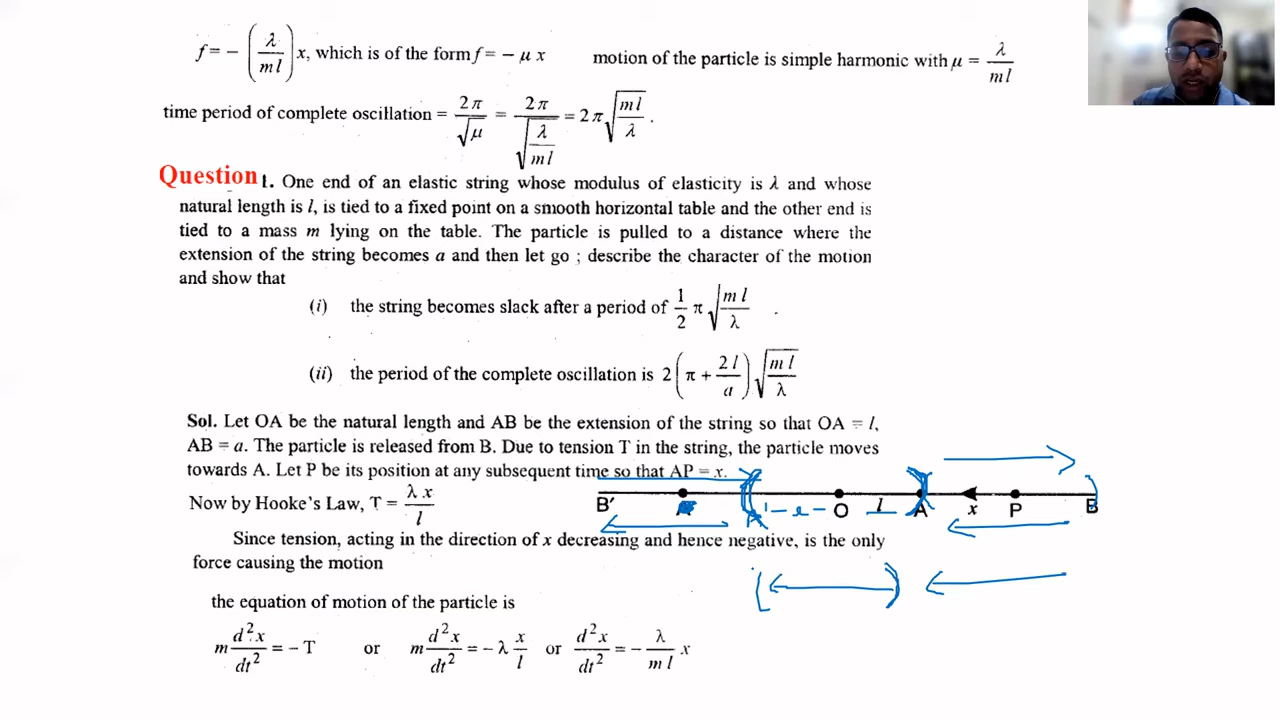 f = − (λ / m l) x, which is of the form f = − μ x motion of the particle is simple harmonic with μ = λ / m l
time period of complete oscillation = 2π / √μ = 2π / √(λ / m l) = 2π √(m l / λ) .
Question 1. One end of an elastic string whose modulus of elasticity is λ and whose
natural length is l, is tied to a fixed point on a smooth horizontal table and the other end is
tied to a mass m lying on the table. The particle is pulled to a distance where the
extension of the string becomes a and then let go ; describe the character of the motion
and show that
(i) the string becomes slack after a period of 1/2 π √(m l / λ) .
(ii) the period of the complete oscillation is 2 (π + 2 l / a) √(m l / λ)
Sol. Let OA be the natural length and AB be the extension of the string so that OA = l,
AB = a. The particle is released from B. Due to tension T in the string, the particle moves
towards A. Let P be its position at any subsequent time so that AP = x.
Now by Hooke's Law, T = λ x / l
B' A' - l - O l A x P B
Since tension, acting in the direction of x decreasing and hence negative, is the only
force causing the motion
the equation of motion of the particle is
m d²x / dt² = − T or m d²x / dt² = − λ x / l or d²x / dt² = − λ / m l x